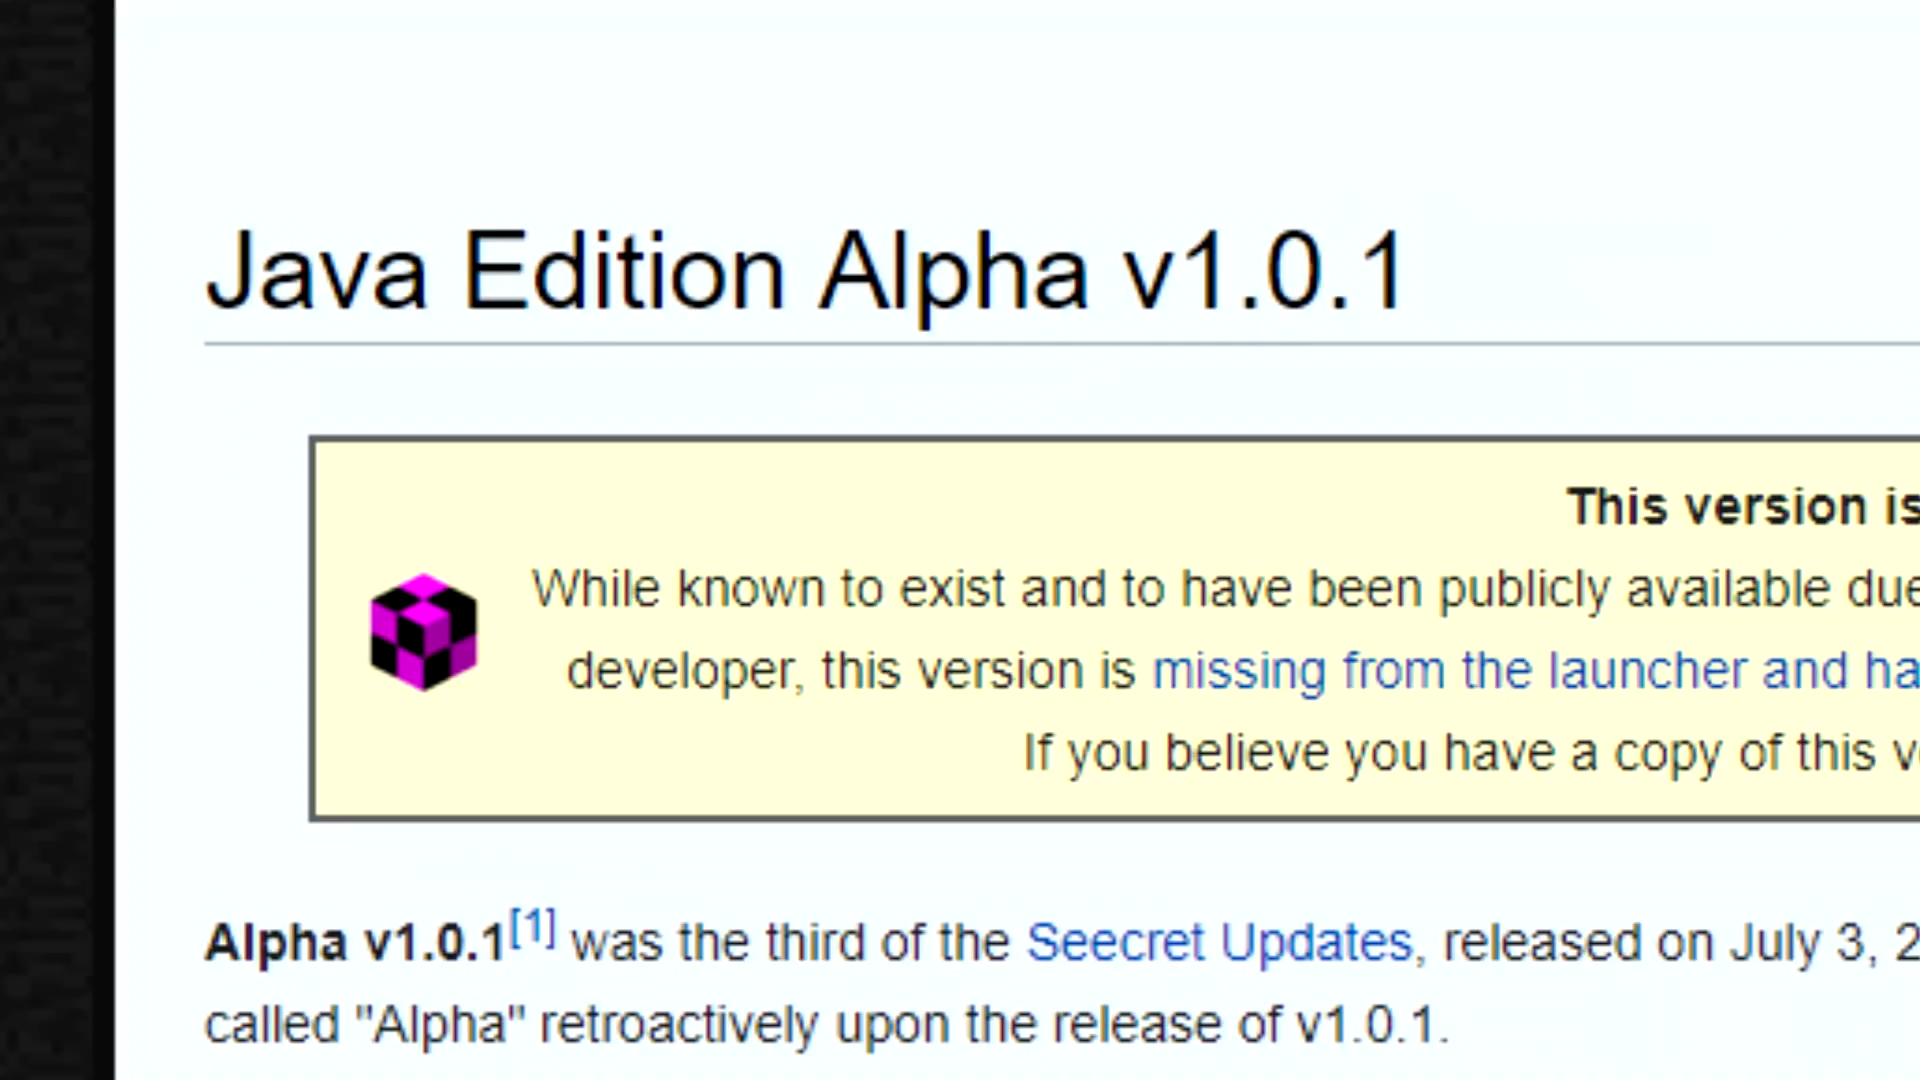 Java Edition Alpha v1.0.1
This version is
While known to exist and to have been publicly available due
developer, this version is missing from the launcher and ha
If you believe you have a copy of this v
Alpha v1.0.1[1] was the third of the Seecret Updates, released on July 3, 2
called "Alpha" retroactively upon the release of v1.0.1.